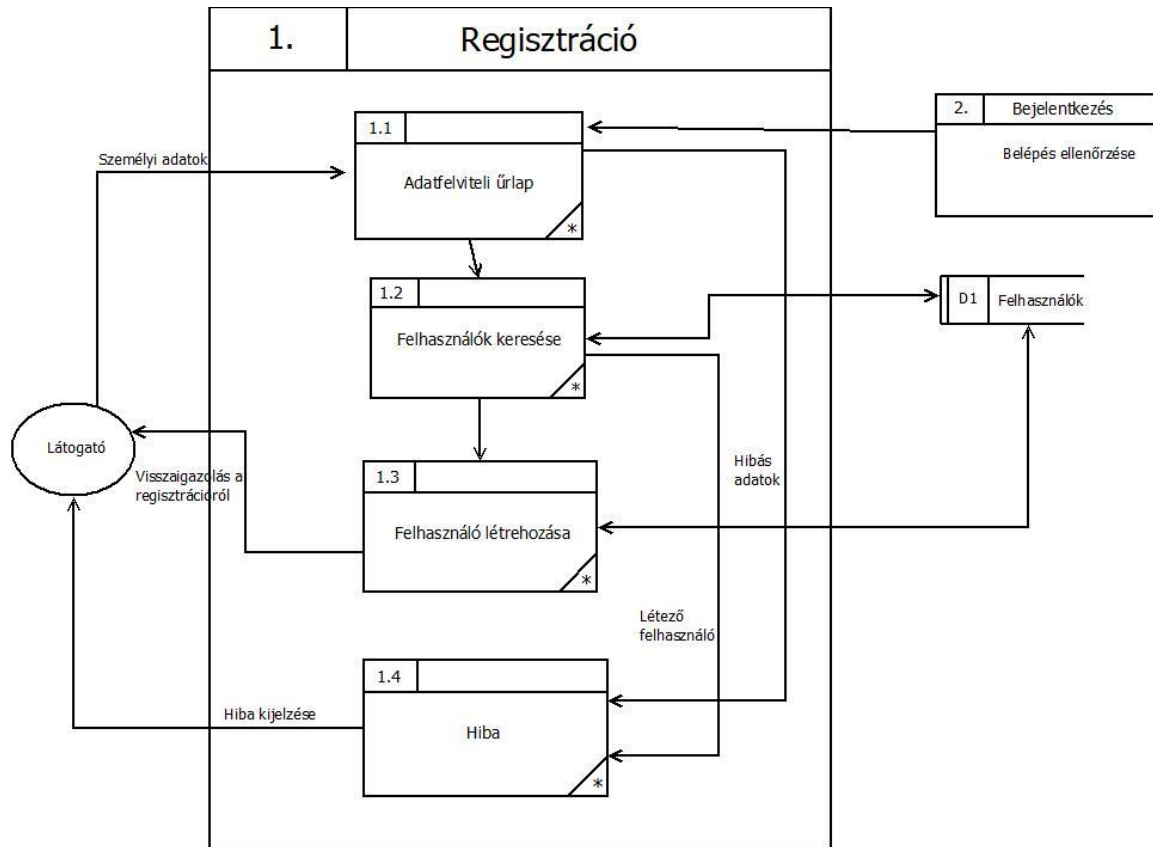 1. Regisztráció
1.1
Adatfelviteli űrlap
*
2. Bejelentkezés
Belépés ellenőrzése
Személyi adatok
1.2
Felhasználók keresése
*
D1 Felhasználók
Látogató
Visszaigazolás a
regisztrációról
1.3
Felhasználó létrehozása
*
Hibás
adatok
Létező
felhasználó
1.4
Hiba
*
Hiba kijelzése